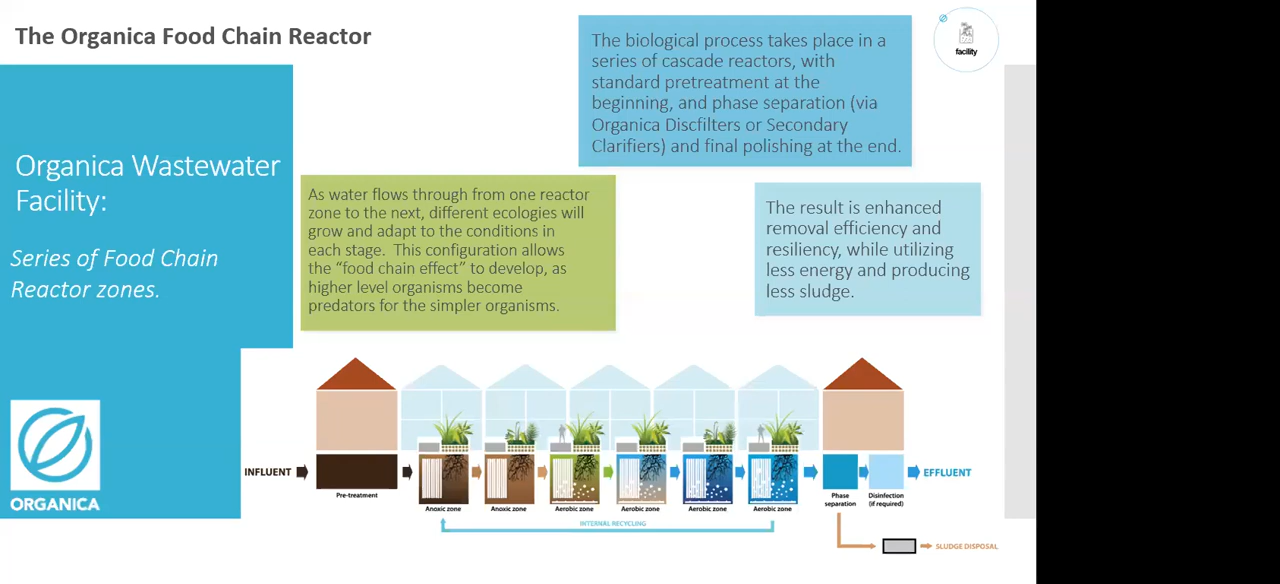 The Organica Food Chain Reactor
facility
Organica Wastewater
Facility:
Series of Food Chain
Reactor zones.
ORGANICA
The biological process takes place in a
series of cascade reactors, with
standard pretreatment at the
beginning, and phase separation (via
Organica Discfilters or Secondary
Clarifiers) and final polishing at the end.
As water flows through from one reactor
zone to the next, different ecologies will
grow and adapt to the conditions in
each stage. This configuration allows
the “food chain effect” to develop, as
higher level organisms become
predators for the simpler organisms.
The result is enhanced
removal efficiency and
resiliency, while utilizing
less energy and producing
less sludge.
INFLUENT
Pre-treatment
Anoxic zone
Anoxic zone
Aerobic zone
Aerobic zone
Aerobic zone
Aerobic zone
Phase
separation
Disinfection
(if required)
EFFLUENT
INTERNAL RECYCLING
SLUDGE DISPOSAL